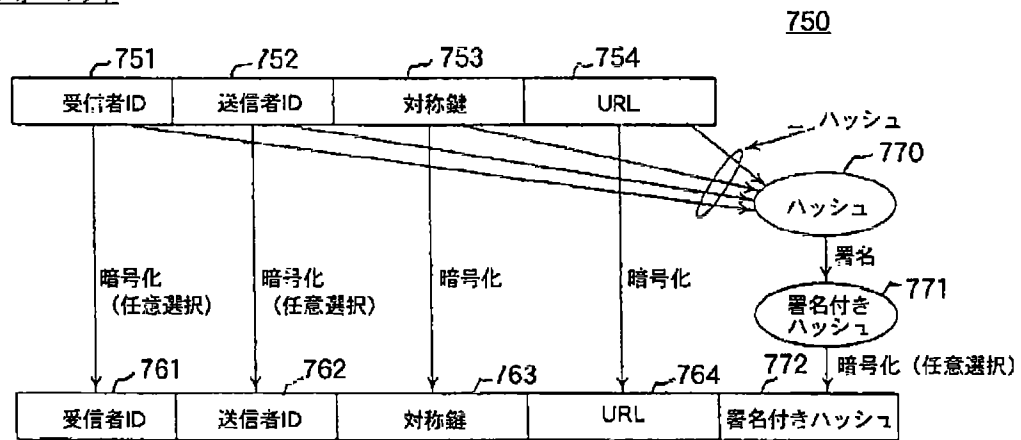 750
751 752 753 754
受信者ID 送信者ID 対称鍵 URL
ハッシュ
770
ハッシュ
署名
暗号化
(任意選択)
暗号化
(任意選択)
暗号化
暗号化
771
署名付き
ハッシュ
暗号化(任意選択)
761 762 763 764 772
受信者ID 送信者ID 対称鍵 URL 署名付きハッシュ